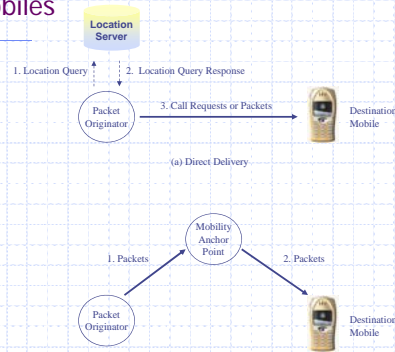 Location
Server
1. Location Query
2. Location Query Response
Packet
Originator
3. Call Requests or Packets
Destination
Mobile
(a) Direct Delivery
Mobility
Anchor
Point
1. Packets
2. Packets
Packet
Originator
Destination
Mobile